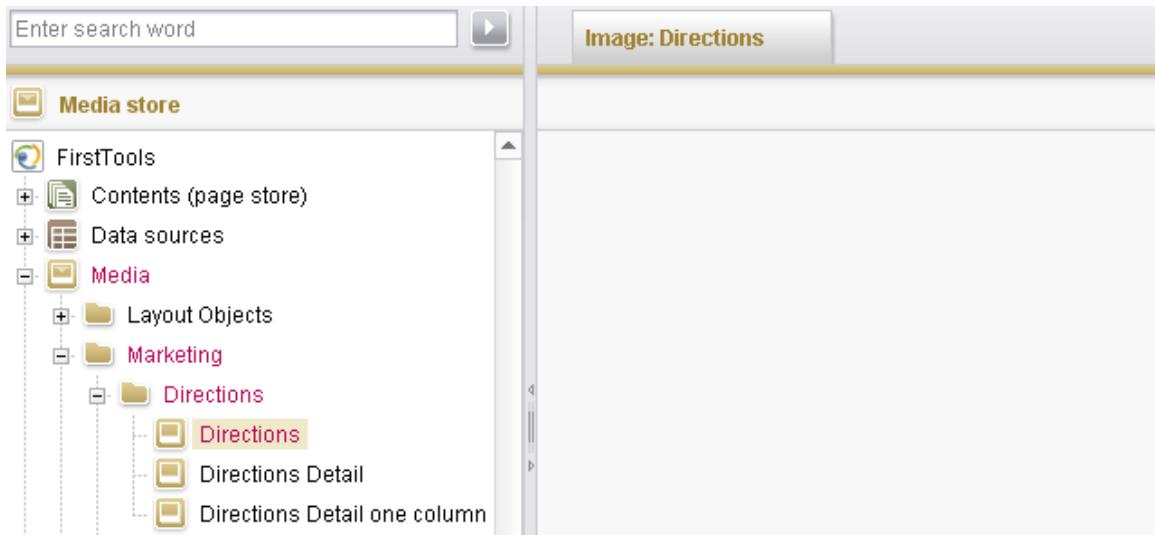 Enter search word
Image: Directions
Media store
FirstTools
Contents (page store)
Data sources
Media
Layout Objects
Marketing
Directions
Directions
Directions Detail
Directions Detail one column